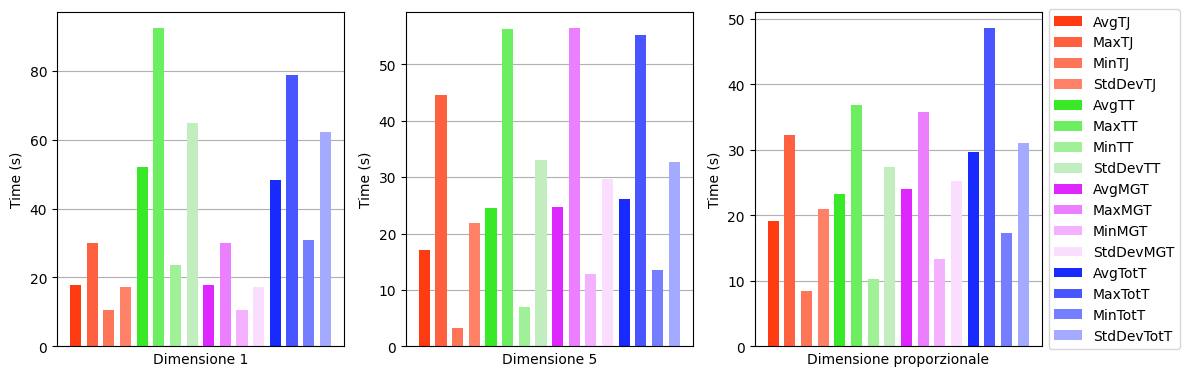 Time (s)
80
60
40
20
0
Dimensione 1
Time (s)
50
40
30
20
10
0
Dimensione 5
Time (s)
50
40
30
20
10
0
Dimensione proporzionale
AvgTJ
MaxTJ
MinTJ
StdDevTJ
AvgTT
MaxTT
MinTT
StdDevTT
AvgMGT
MaxMGT
MinMGT
StdDevMGT
AvgTotT
MaxTotT
MinTotT
StdDevTotT